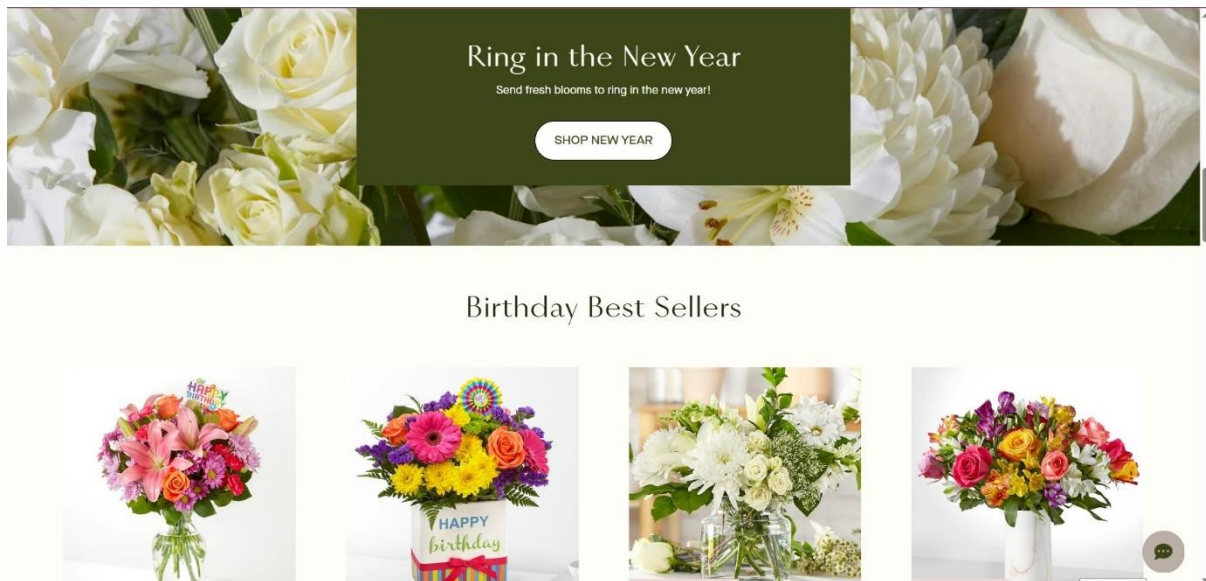 Ring in the New Year
Send fresh blooms to ring in the new year!
SHOP NEW YEAR
Birthday Best Sellers
HAPPY
BIRTHDAY
HAPPY
birthday